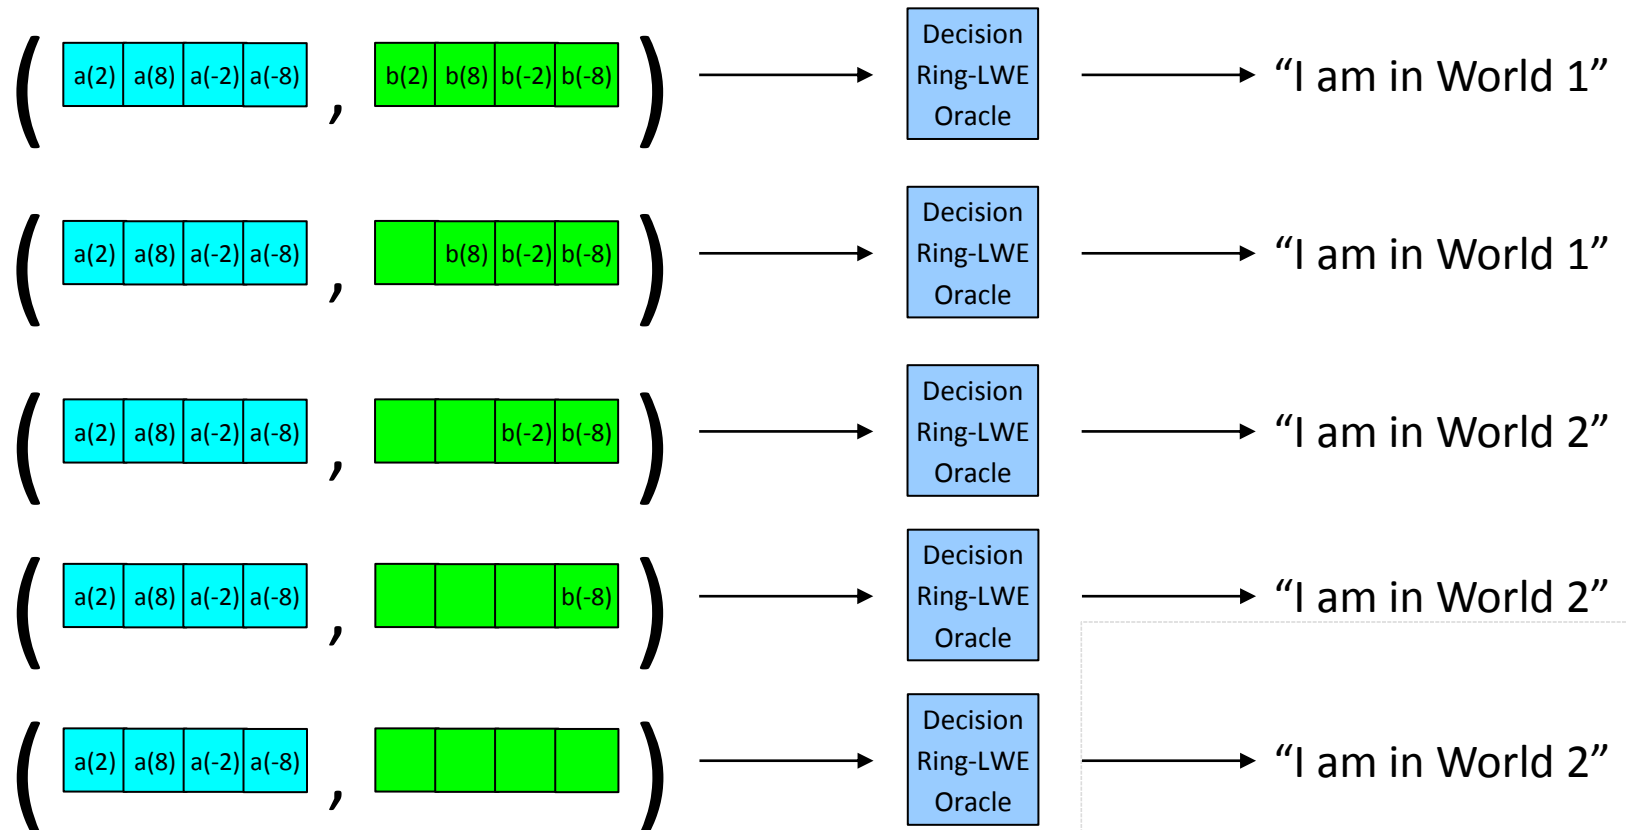 ( a(2) a(8) a(-2) a(-8) , b(2) b(8) b(-2) b(-8) ) Decision Ring-LWE Oracle “I am in World 1”
( a(2) a(8) a(-2) a(-8) , b(8) b(-2) b(-8) ) Decision Ring-LWE Oracle “I am in World 1”
( a(2) a(8) a(-2) a(-8) , b(-2) b(-8) ) Decision Ring-LWE Oracle “I am in World 2”
( a(2) a(8) a(-2) a(-8) , b(-8) ) Decision Ring-LWE Oracle “I am in World 2”
( a(2) a(8) a(-2) a(-8) , ) Decision Ring-LWE Oracle “I am in World 2”